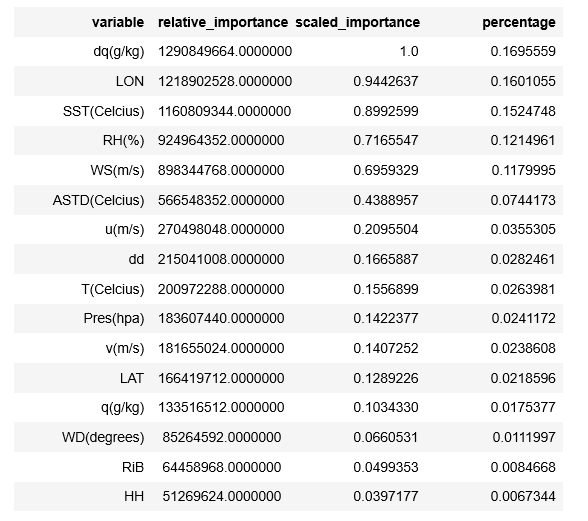 variable relative_importance scaled_importance percentage
dq(g/kg) 1290849664.0000000 1.0 0.1695559
LON 1218902528.0000000 0.9442637 0.1601055
SST(Celcius) 1160809344.0000000 0.8992599 0.1524748
RH(%) 924964352.0000000 0.7165547 0.1214961
WS(m/s) 898344768.0000000 0.6959329 0.1179995
ASTD(Celcius) 566548352.0000000 0.4388957 0.0744173
u(m/s) 270498048.0000000 0.2095504 0.0355305
dd 215041008.0000000 0.1665887 0.0282461
T(Celcius) 200972288.0000000 0.1556899 0.0263981
Pres(hpa) 183607440.0000000 0.1422377 0.0241172
v(m/s) 181655024.0000000 0.1407252 0.0238608
LAT 166419712.0000000 0.1289226 0.0218596
q(g/kg) 133516512.0000000 0.1034330 0.0175377
WD(degrees) 85264592.0000000 0.0660531 0.0111997
RiB 64458968.0000000 0.0499353 0.0084668
HH 51269624.0000000 0.0397177 0.0067344